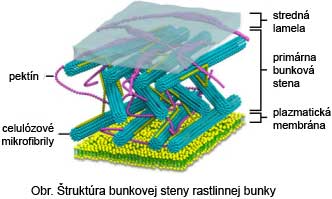 stredná
lamela
pektín
primárna
bunková
stena
celulózové
mikrofibrily
plazmatická
membrána
Obr. Štruktúra bunkovej steny rastlinnej bunky